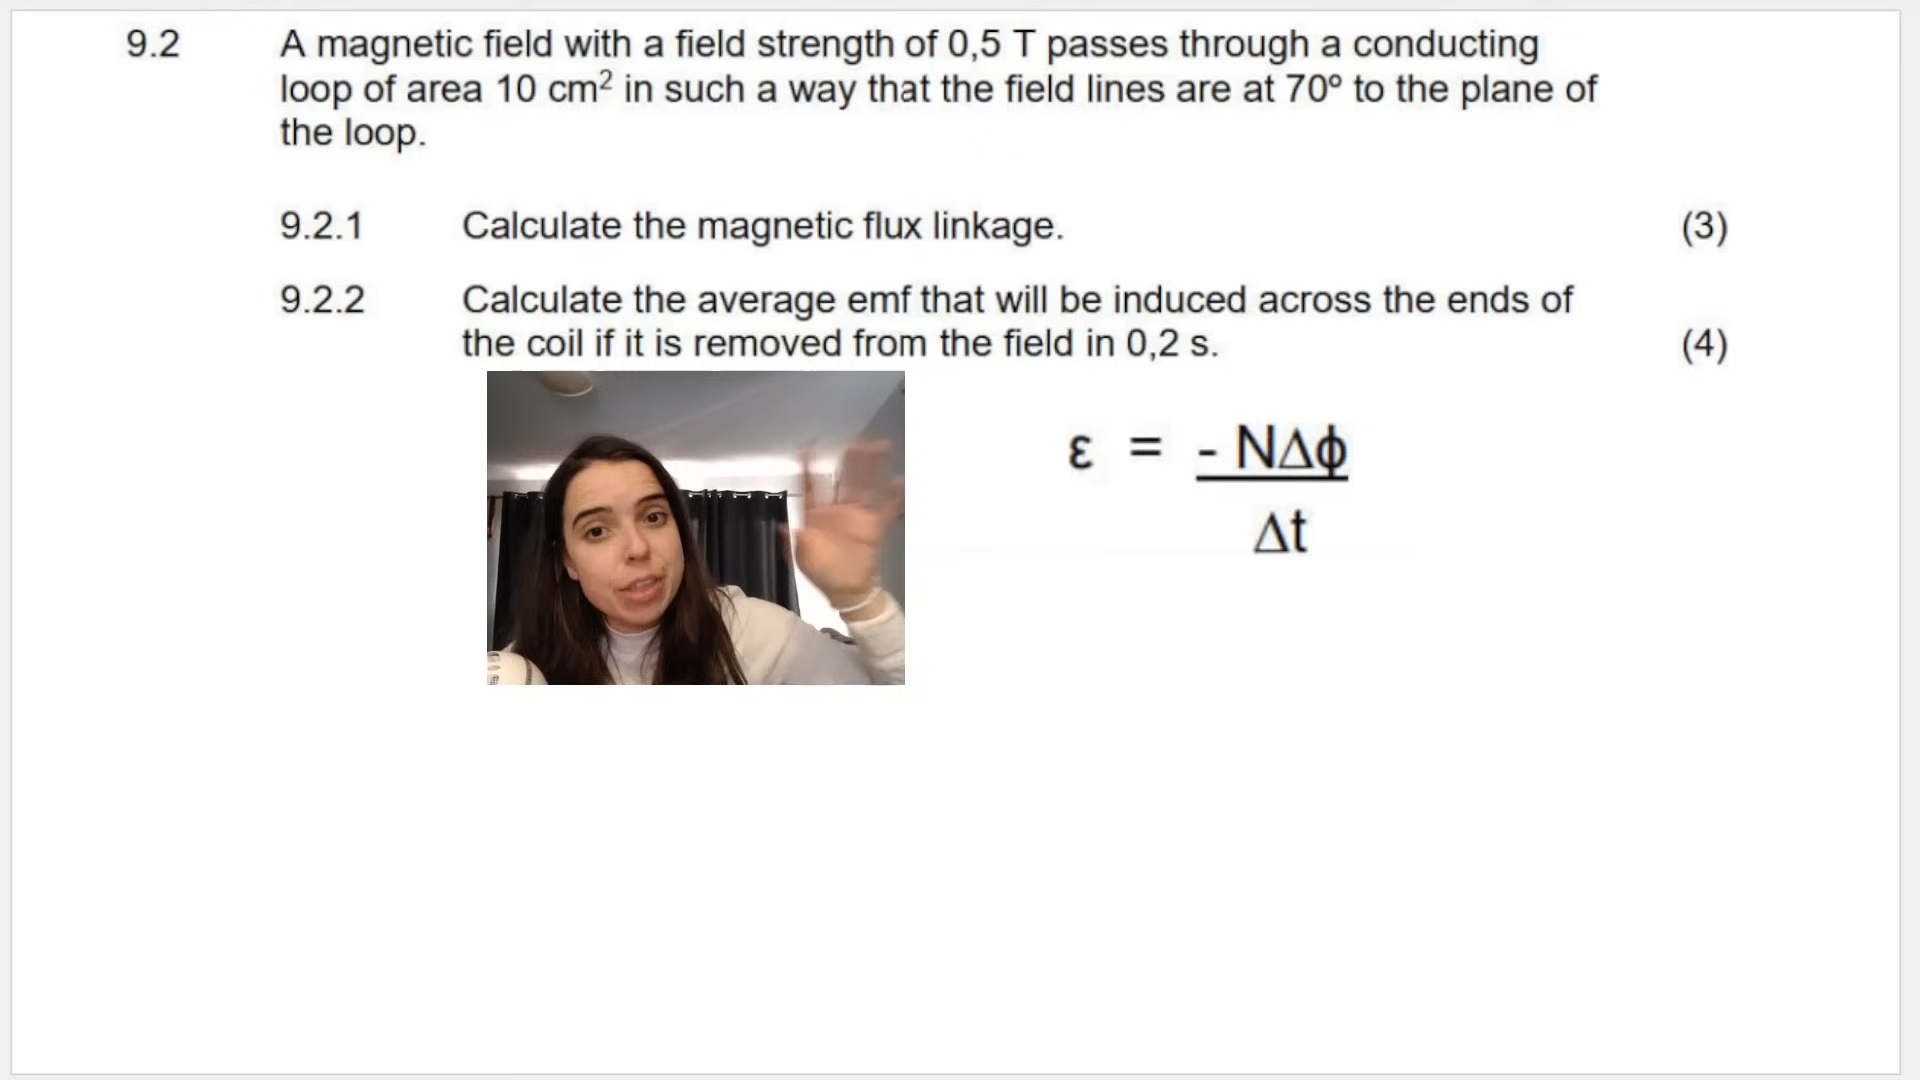 9.2 A magnetic field with a field strength of 0,5 T passes through a conducting
loop of area 10 cm² in such a way that the field lines are at 70º to the plane of
the loop.
9.2.1 Calculate the magnetic flux linkage. (3)
9.2.2 Calculate the average emf that will be induced across the ends of
the coil if it is removed from the field in 0,2 s. (4)
ε = - NΔϕ
Δt